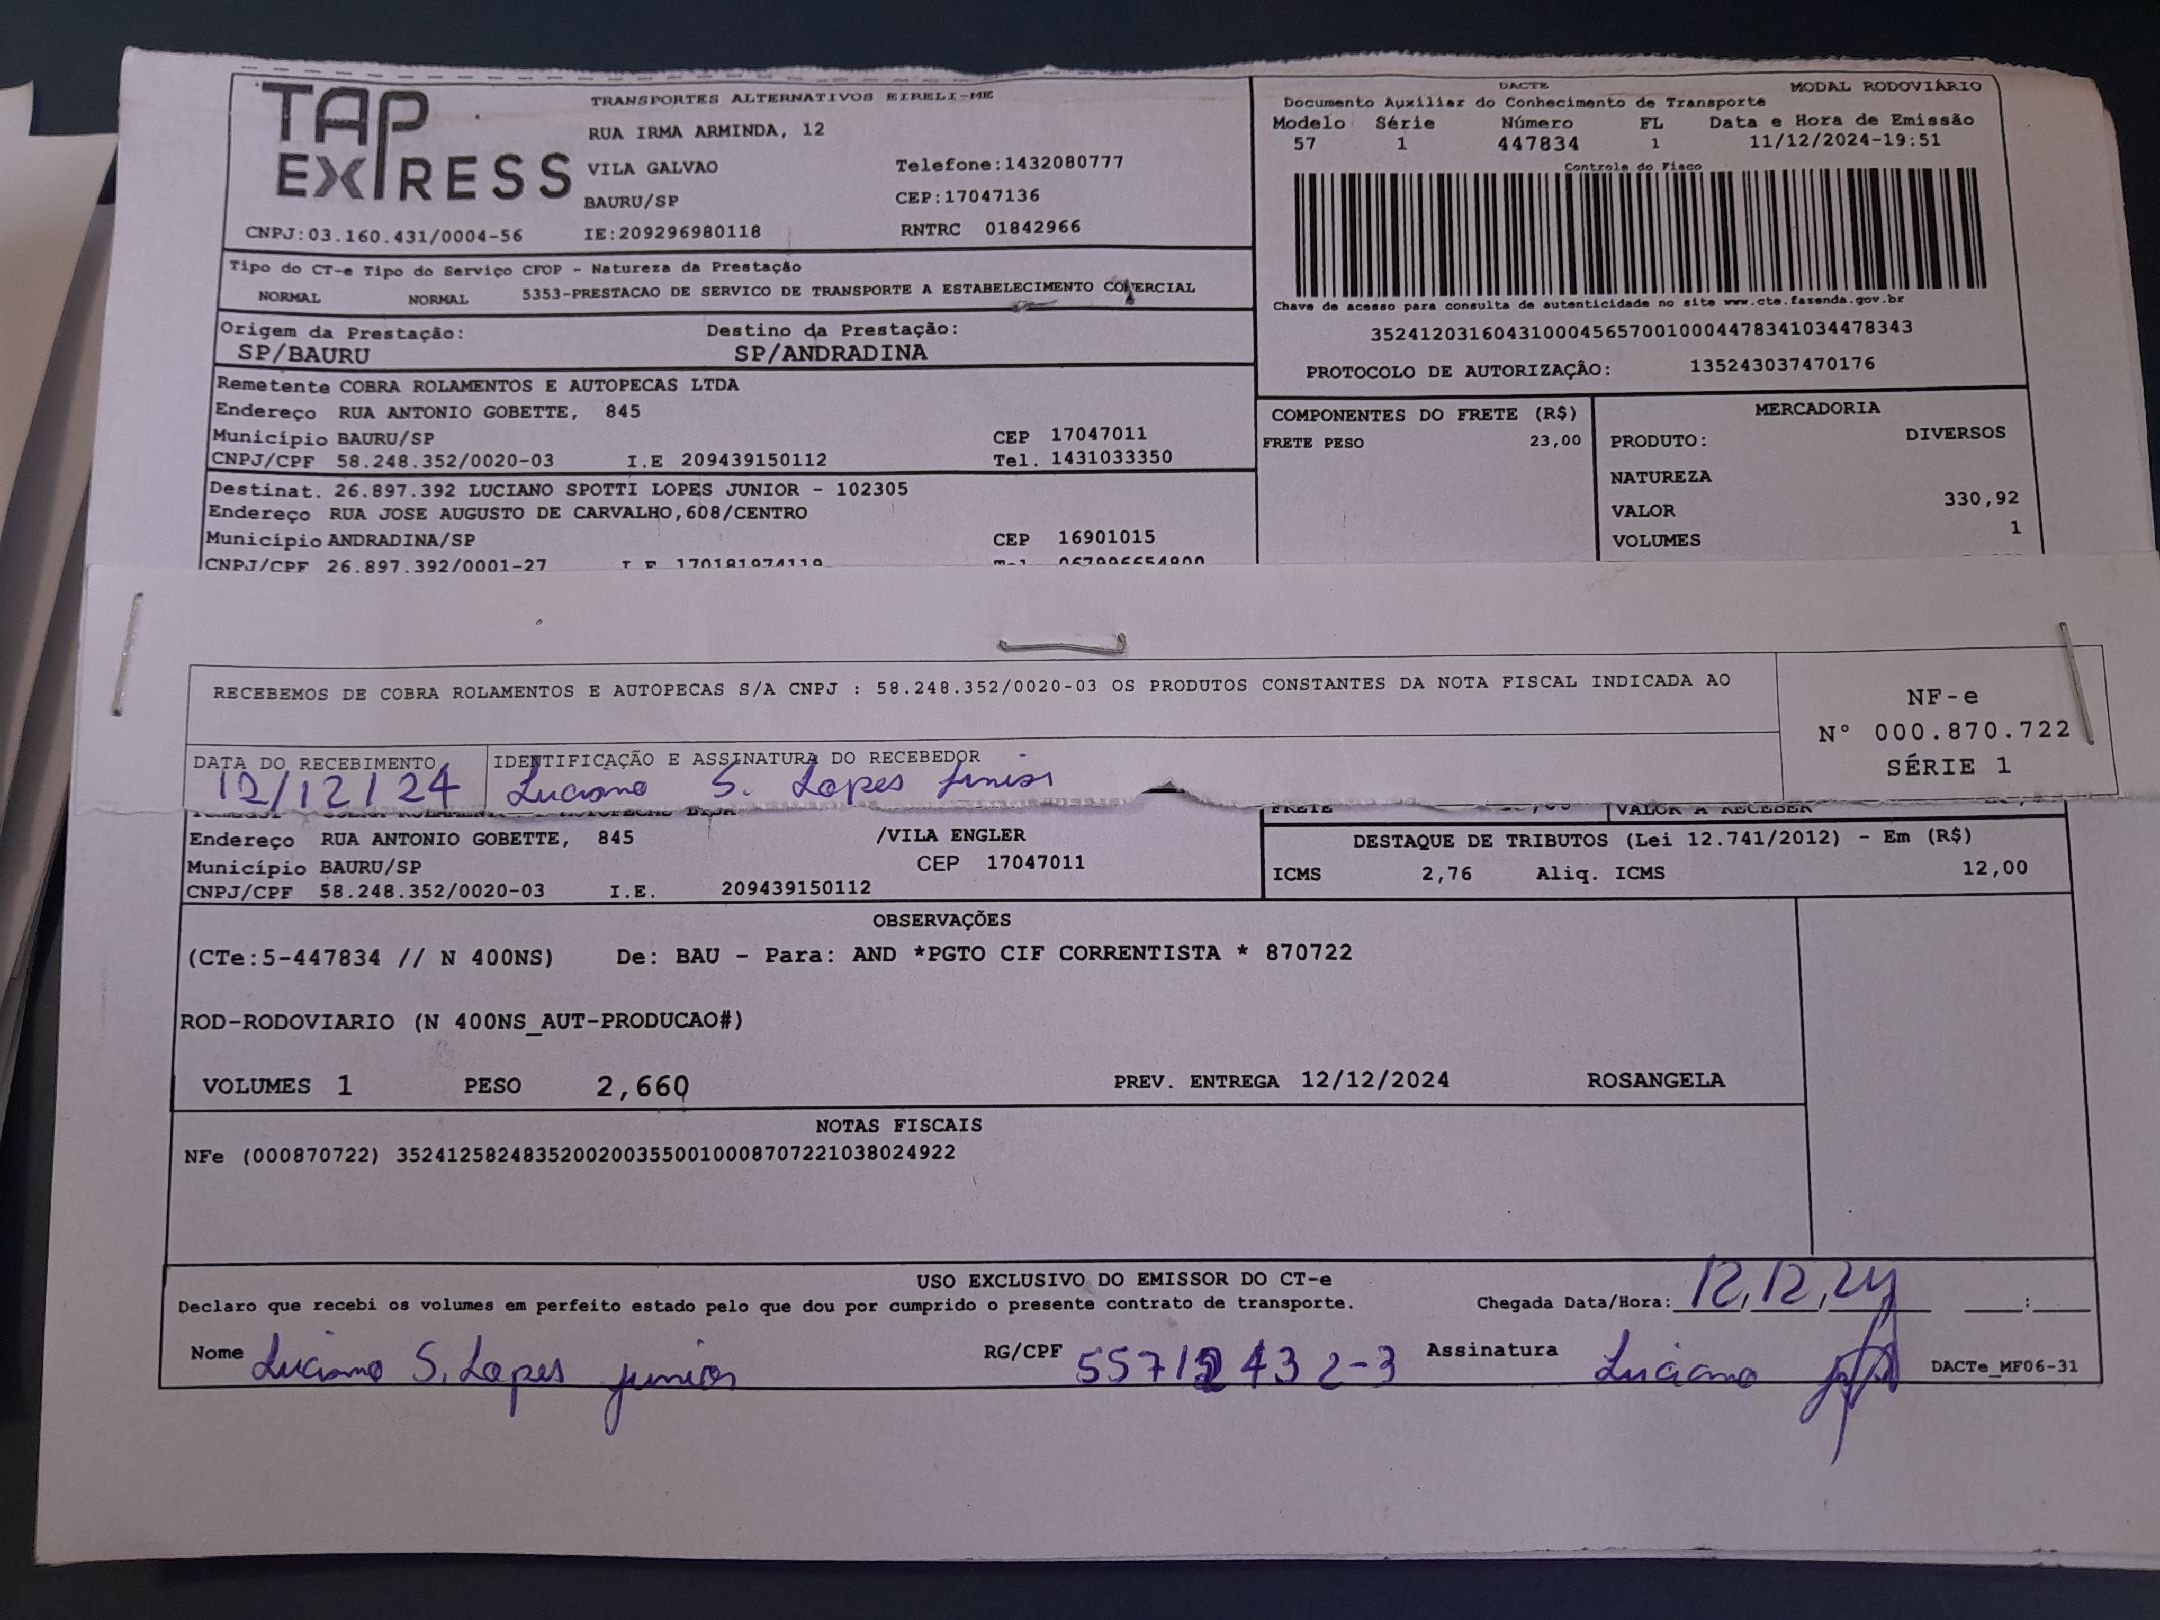 TAP EXPRESS
TRANSPORTES ALTERNATIVOS EIRELI-ME
RUA IRMA ARMINDA, 12
VILA GALVAO Telefone:1432080777
BAURU/SP CEP:17047136
CNPJ:03.160.431/0004-56 IE:209296980118 RNTRC 01842966
DACTE MODAL RODOVIÁRIO
Documento Auxiliar do Conhecimento de Transporte
Modelo Série Número FL Data e Hora de Emissão
57 1 447834 1 11/12/2024-19:51
Controle do Fisco
Chave de acesso para consulta de autenticidade no site www.cte.fazenda.gov.br
35241203160431000456570010004478341034478343
PROTOCOLO DE AUTORIZAÇÂO: 135243037470176
Tipo do CT-e Tipo do Serviço CFOP - Natureza da Prestação
NORMAL NORMAL 5353-PRESTACAO DE SERVICO DE TRANSPORTE A ESTABELECIMENTO COMERCIAL
Origem da Prestação: Destino da Prestação:
SP/BAURU SP/ANDRADINA
Remetente COBRA ROLAMENTOS E AUTOPECAS LTDA
Endereço RUA ANTONIO GOBETTE, 845
Município BAURU/SP CEP 17047011
CNPJ/CPF 58.248.352/0020-03 I.E 209439150112 Tel. 1431033350
Destinat. 26.897.392 LUCIANO SPOTTI LOPES JUNIOR - 102305
Endereço RUA JOSE AUGUSTO DE CARVALHO,608/CENTRO
Município ANDRADINA/SP CEP 16901015
CNPJ/CPF 26.897.392/0001-27 I.E 170181974119 Tel. 067996654800
COMPONENTES DO FRETE (R$)
FRETE PESO 23,00
MERCADORIA
PRODUTO: DIVERSOS
NATUREZA
VALOR 330,92
VOLUMES 1
RECEBEMOS DE COBRA ROLAMENTOS E AUTOPECAS S/A CNPJ : 58.248.352/0020-03 OS PRODUTOS CONSTANTES DA NOTA FISCAL INDICADA AO
NF-e
N° 000.870.722
SÉRIE 1
DATA DO RECEBIMENTO IDENTIFICAÇÃO E ASSINATURA DO RECEBEDOR
12/12/24 Luciano S. Lopes Junior
FRETE VALOR A RECEBER
Endereço RUA ANTONIO GOBETTE, 845 /VILA ENGLER
Município BAURU/SP CEP 17047011
CNPJ/CPF 58.248.352/0020-03 I.E. 209439150112
DESTAQUE DE TRIBUTOS (Lei 12.741/2012) - Em (R$)
ICMS 2,76 Aliq. ICMS 12,00
OBSERVAÇÕES
(CTe:5-447834 // N 400NS) De: BAU - Para: AND *PGTO CIF CORRENTISTA * 870722
ROD-RODOVIARIO (N 400NS_AUT-PRODUCAO#)
VOLUMES 1 PESO 2,660 PREV. ENTREGA 12/12/2024 ROSANGELA
NOTAS FISCAIS
NFe (000870722) 35241258248352002003550010008707221038024922
USO EXCLUSIVO DO EMISSOR DO CT-e
Declaro que recebi os volumes em perfeito estado pelo que dou por cumprido o presente contrato de transporte. Chegada Data/Hora: 12,12,24 :
Nome Luciano S. Lopes Junior RG/CPF Assinatura Luciano DACTe_MF06-31